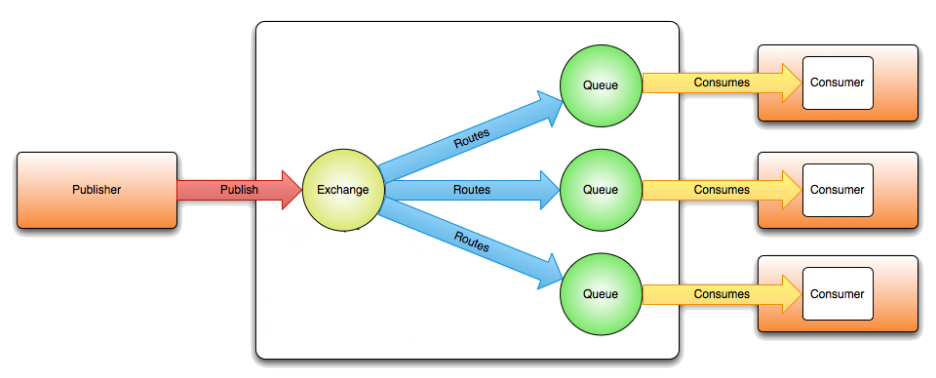 Publisher
Publish
Exchange
Routes
Queue
Consumes
Consumer
Routes
Queue
Consumes
Consumer
Routes
Queue
Consumes
Consumer